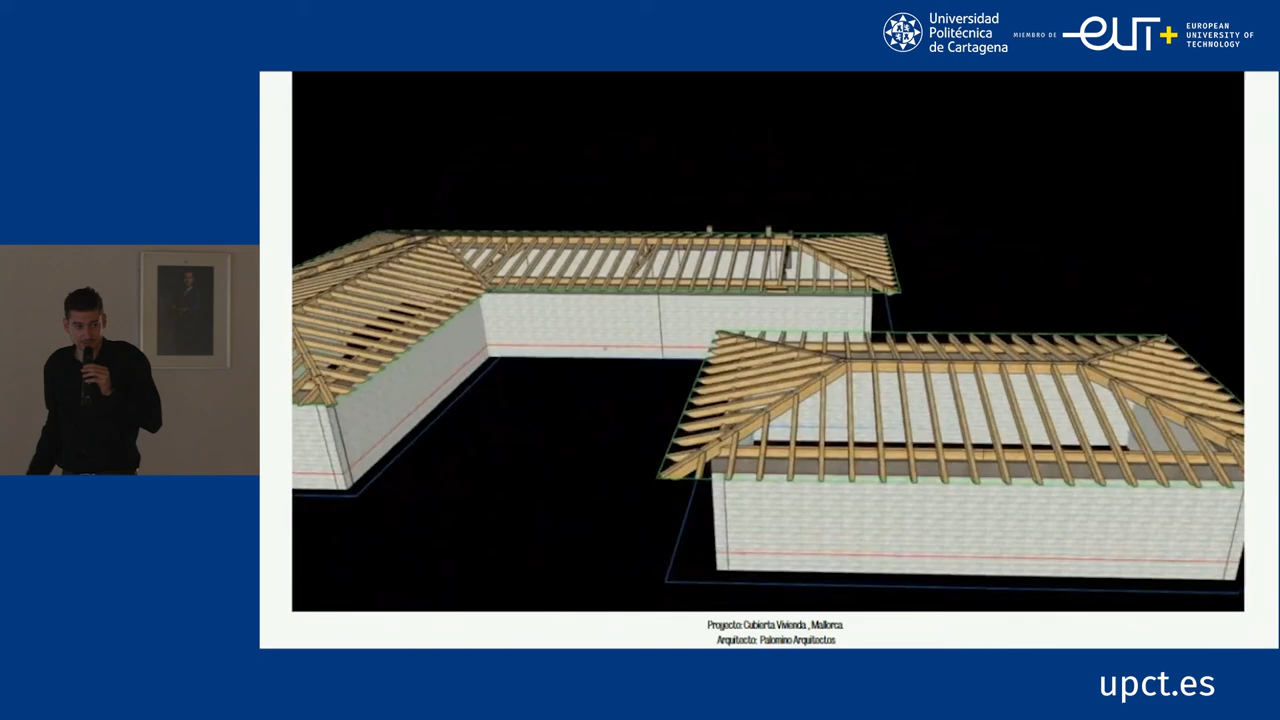 Universidad
Politécnica
de Cartagena
MIEMBRO DE
eut+
EUROPEAN
UNIVERSITY OF
TECHNOLOGY
Proyecto: Cubierta Vivienda , Mallorca
Arquitecto: Palomino Arquitectos
upct.es